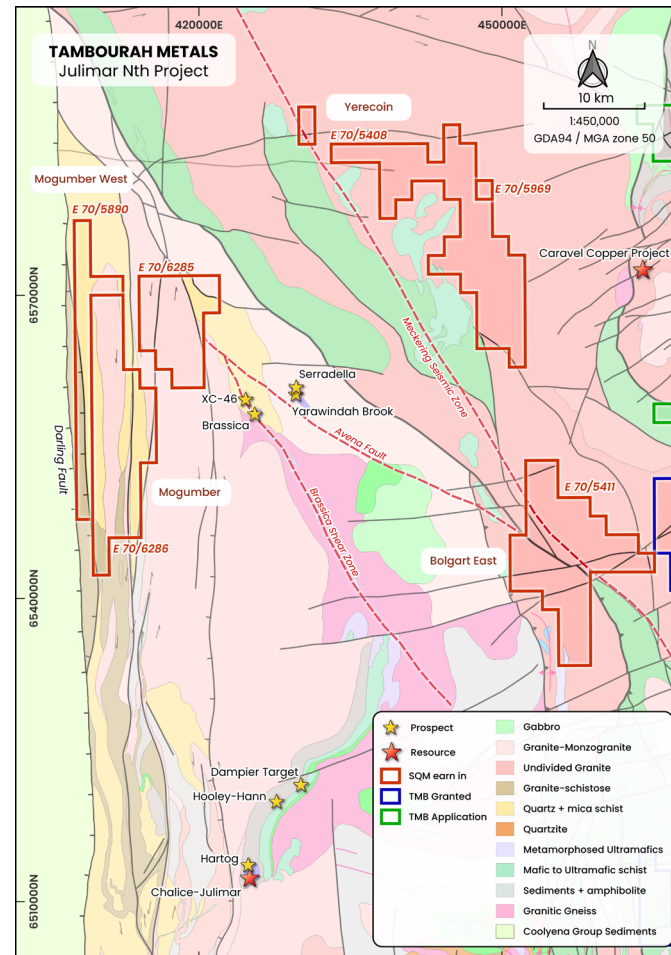 420000E
450000E
TAMBOURAH METALS
Julimar Nth Project
N
10 km
1:450,000
GDA94 / MGA zone 50
Yerecoin
E 70/5408
E 70/5969
Mogumber West
E 70/5890
E 70/6285
Caravel Copper Project
6570000N
Meckering Seismic Zone
Serradella
XC-46
Yarawindah Brook
Brassica
Avena Fault
Darling Fault
Mogumber
Brassica Shear Zone
E 70/5411
Bolgart East
E 70/6286
6540000N
Dampier Target
Hooley-Hann
Hartog
Chalice-Julimar
6510000N
Prospect
Resource
SQM earn in
TMB Granted
TMB Application
Gabbro
Granite-Monzogranite
Undivided Granite
Granite-schistose
Quartz + mica schist
Quartzite
Metamorphosed Ultramafics
Mafic to Ultramafic schist
Sediments + amphibolite
Granitic Gneiss
Coolyena Group Sediments